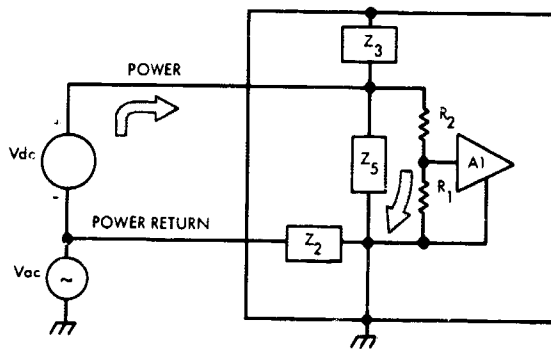 Z3
POWER
R2
+
Vdc
Z5
A1
R1
-
POWER RETURN
Z2
Vac
~